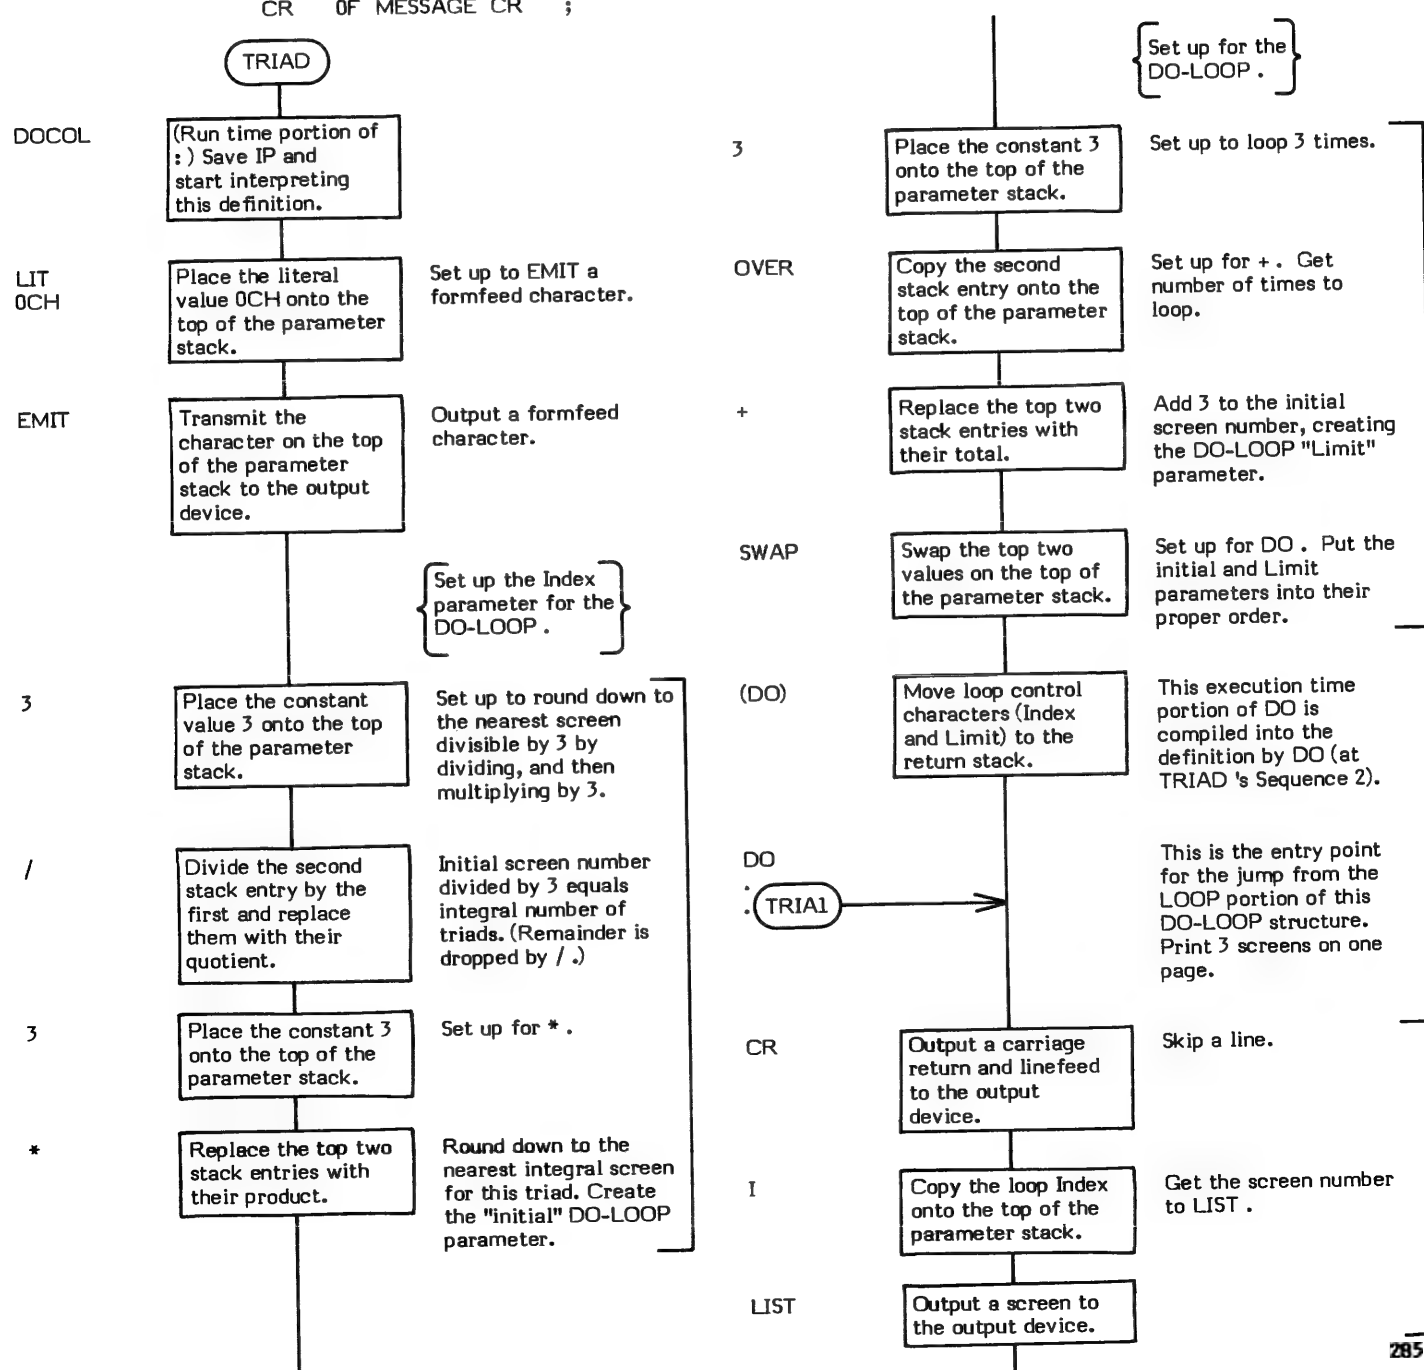 CR OF MESSAGE CR ;
TRIAD
DOCOL
(Run time portion of
: ) Save IP and
start interpreting
this definition.
LIT
0CH
Place the literal
value 0CH onto the
top of the parameter
stack.
Set up to EMIT a
formfeed character.
EMIT
Transmit the
character on the top
of the parameter
stack to the output
device.
Output a formfeed
character.
{Set up the Index
parameter for the
DO-LOOP .}
3
Place the constant
value 3 onto the top
of the parameter
stack.
Set up to round down to
the nearest screen
divisible by 3 by
dividing, and then
multiplying by 3.
/
Divide the second
stack entry by the
first and replace
them with their
quotient.
Initial screen number
divided by 3 equals
integral number of
triads. (Remainder is
dropped by / .)
3
Place the constant 3
onto the top of the
parameter stack.
Set up for * .
*
Replace the top two
stack entries with
their product.
Round down to the
nearest integral screen
for this triad. Create
the "initial" DO-LOOP
parameter.
{Set up for the
DO-LOOP .}
3
Place the constant 3
onto the top of the
parameter stack.
Set up to loop 3 times.
OVER
Copy the second
stack entry onto the
top of the parameter
stack.
Set up for + . Get
number of times to
loop.
+
Replace the top two
stack entries with
their total.
Add 3 to the initial
screen number, creating
the DO-LOOP "Limit"
parameter.
SWAP
Swap the top two
values on the top of
the parameter stack.
Set up for DO . Put the
initial and Limit
parameters into their
proper order.
(DO)
Move loop control
characters (Index
and Limit) to the
return stack.
This execution time
portion of DO is
compiled into the
definition by DO (at
TRIAD 's Sequence 2).
DO
:
TRIA1
This is the entry point
for the jump from the
LOOP portion of this
DO-LOOP structure.
Print 3 screens on one
page.
CR
Output a carriage
return and linefeed
to the output
device.
Skip a line.
I
Copy the loop Index
onto the top of the
parameter stack.
Get the screen number
to LIST .
LIST
Output a screen to
the output device.
285